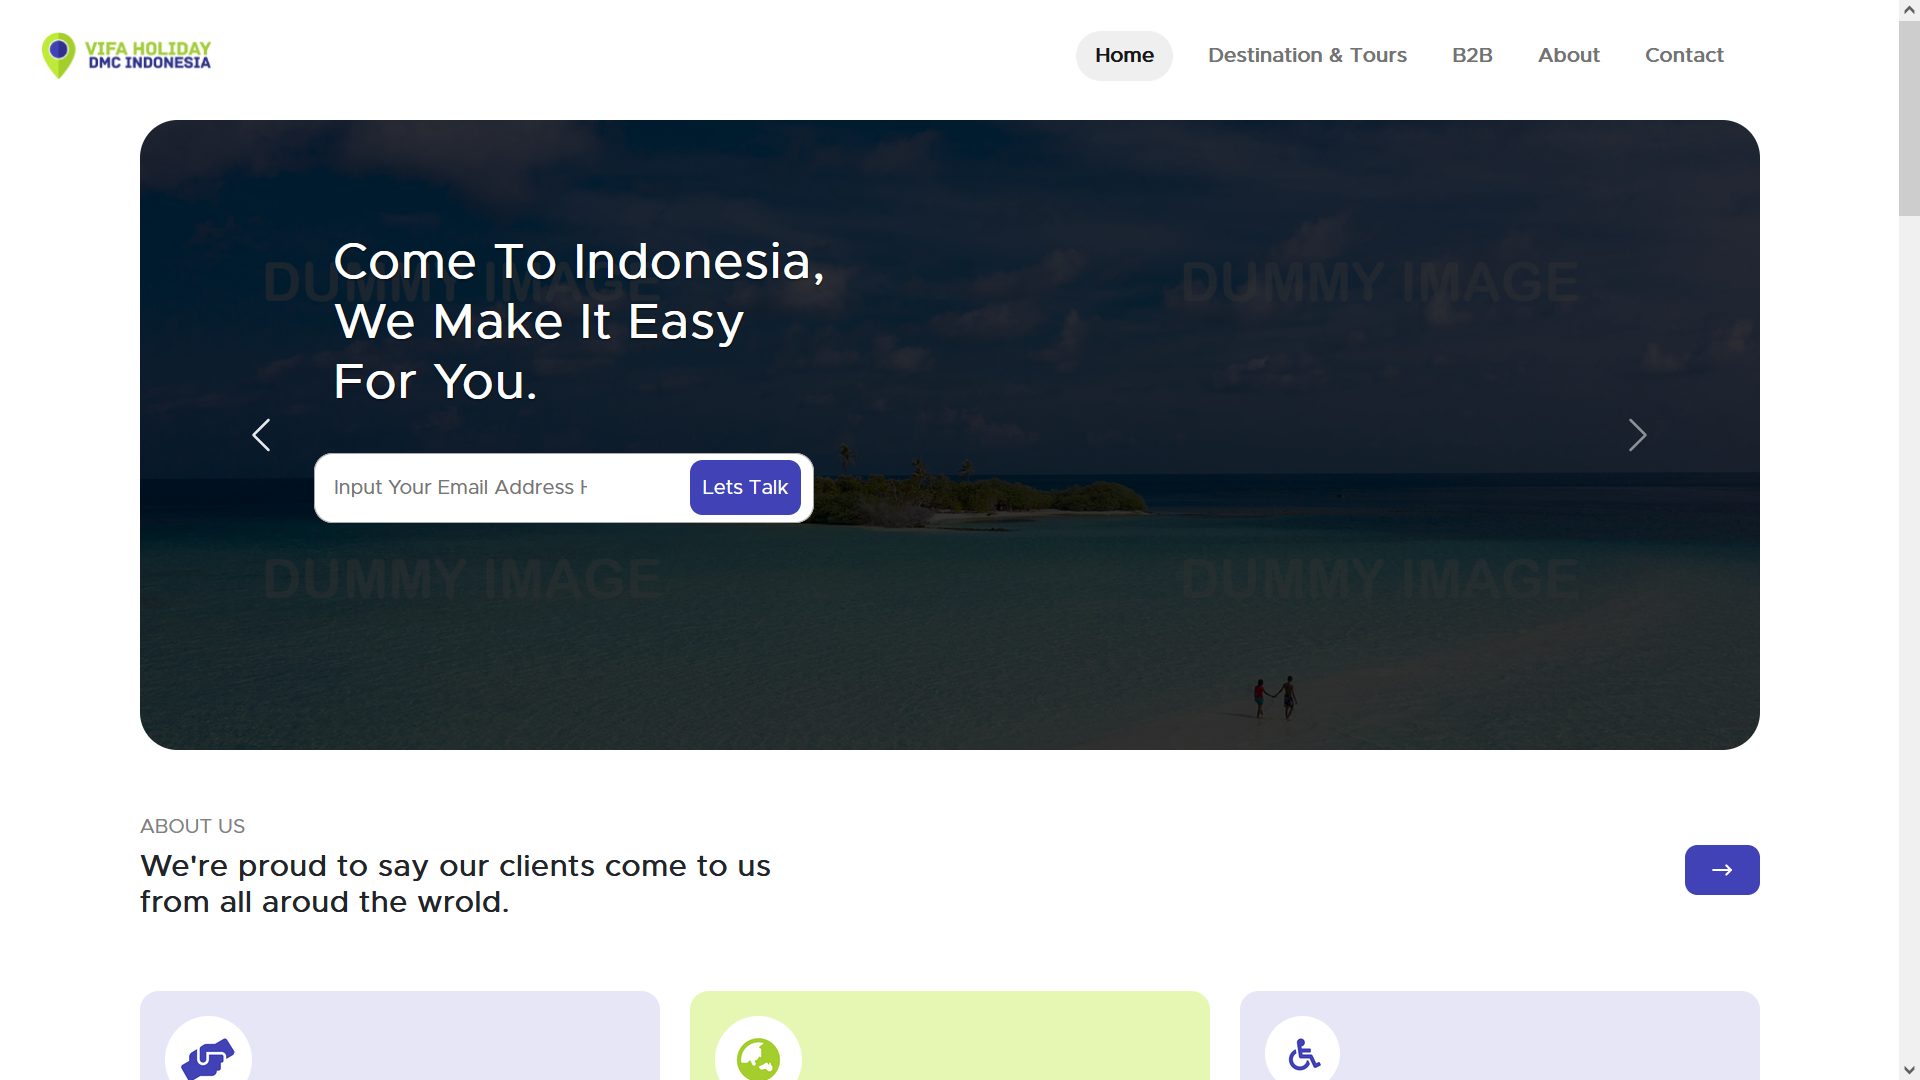 VIFA HOLIDAY
DMC INDONESIA
Home
Destination & Tours
B2B
About
Contact
Come To Indonesia,
We Make It Easy
For You.
DUMMY IMAGE
DUMMY IMAGE
Input Your Email Address H
Lets Talk
DUMMY IMAGE
DUMMY IMAGE
ABOUT US
We're proud to say our clients come to us
from all aroud the wrold.